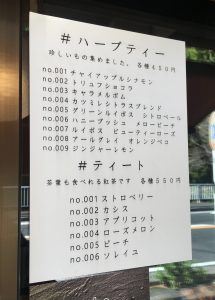 #ハーブティー
珍しいもの集めました。 各種450円
no.001 チャイアップルシナモン
no.002 トリュフショコラ
no.003 キャラメルボム
no.004 カツミレシトラスブレンド
no.005 グリーンルイボス シトロベーG
no.006 ハニーブッシュ メローピーチ
no.007 ルイボス ビューティーローズ
no.008 アールグレイ オレンジペコ
no.009 ジンジャーレモン
#ティート
茶葉も食べれる紅茶です 各種550円
no.001 ストロベリー
no.002 カシス
no.003 アプリコット
no.004 ローズメロン
no.005 ピーチ
no.006 ソレイユ